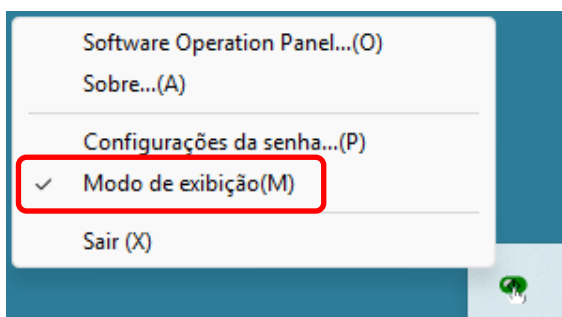 Software Operation Panel...(O)
Sobre...(A)
Configurações da senha...(P)
Modo de exibição(M)
Sair (X)